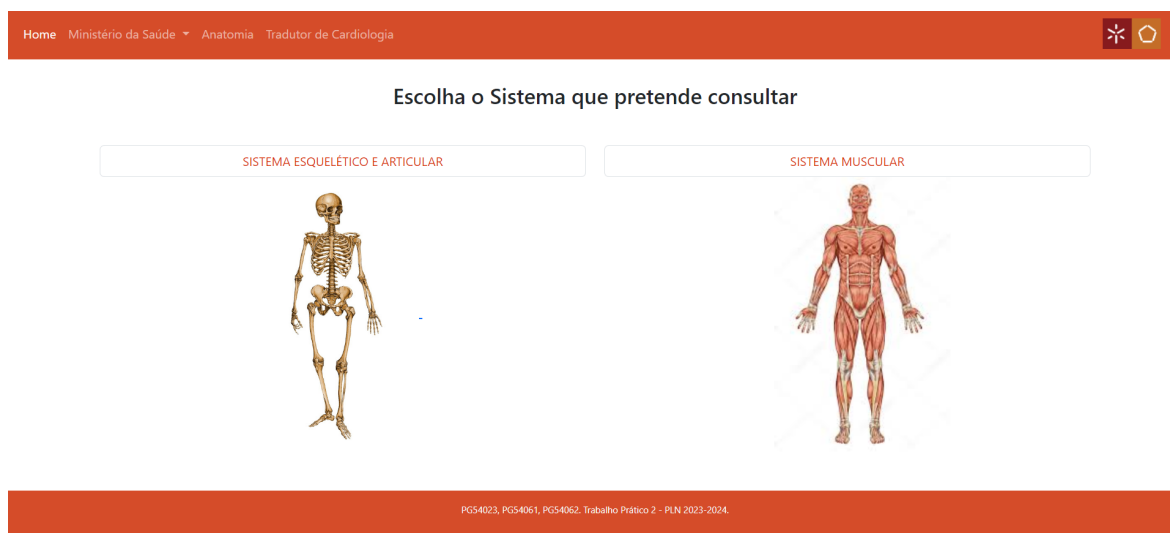 Home Ministério da Saúde Anatomia Tradutor de Cardiologia
Escolha o Sistema que pretende consultar
SISTEMA ESQUELÉTICO E ARTICULAR
SISTEMA MUSCULAR
PG54023, PG54061, PG54062. Trabalho Prático 2 - PLN 2023-2024.